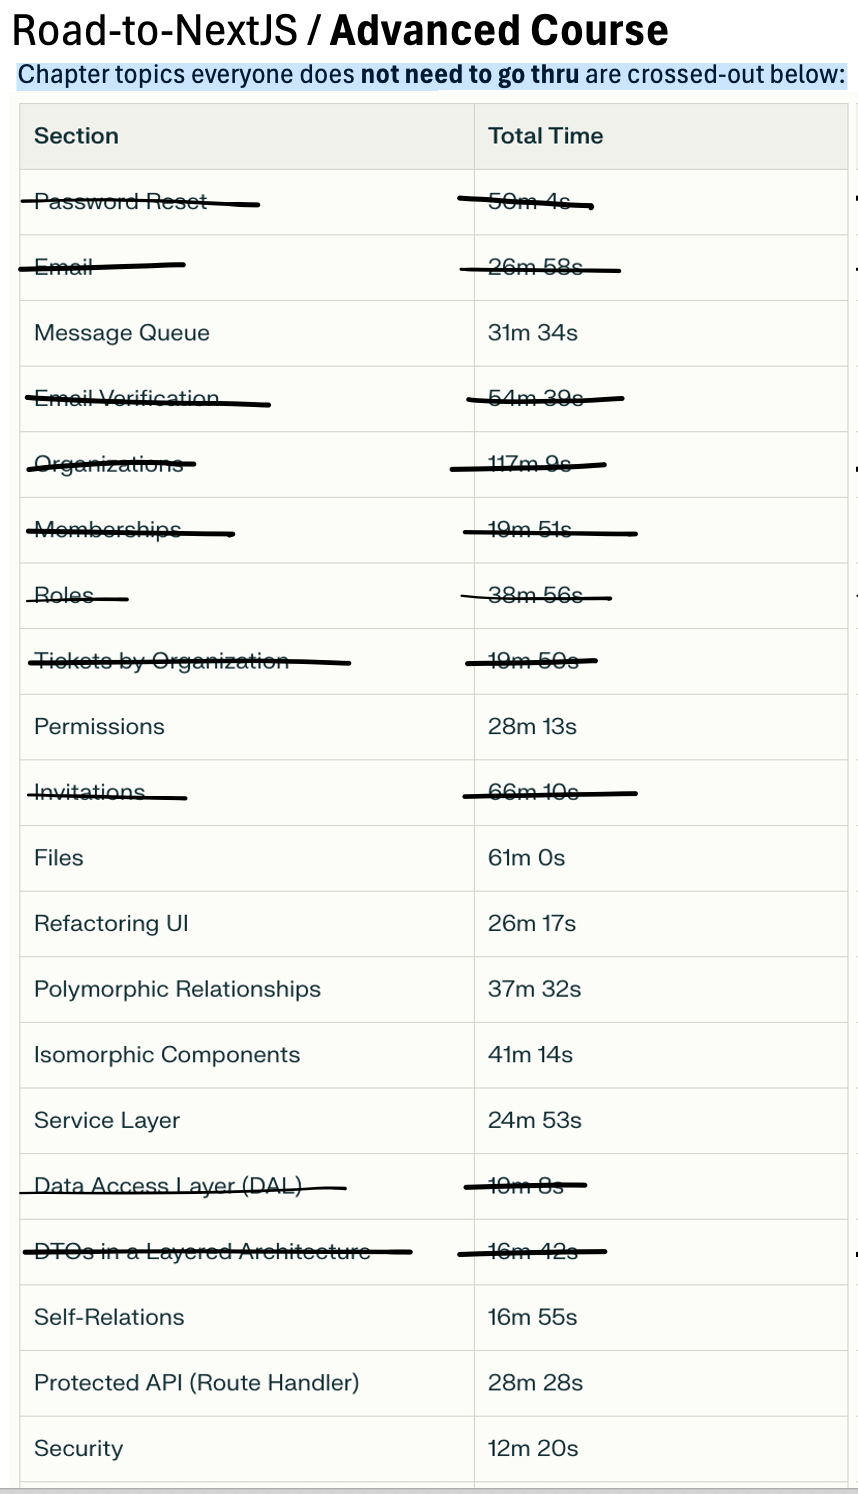 Road-to-NextJS / Advanced Course
Chapter topics everyone does not need to go thru are crossed-out below:
Section Total Time
Password Reset 50m 4s
Email 26m 58s
Message Queue 31m 34s
Email Verification 54m 39s
Organizations 117m 9s
Memberships 19m 51s
Roles 38m 56s
Tickets by Organization 19m 50s
Permissions 28m 13s
Invitations 66m 10s
Files 61m 0s
Refactoring UI 26m 17s
Polymorphic Relationships 37m 32s
Isomorphic Components 41m 14s
Service Layer 24m 53s
Data Access Layer (DAL) 19m 8s
DTOs in a Layered Architecture 16m 42s
Self-Relations 16m 55s
Protected API (Route Handler) 28m 28s
Security 12m 20s